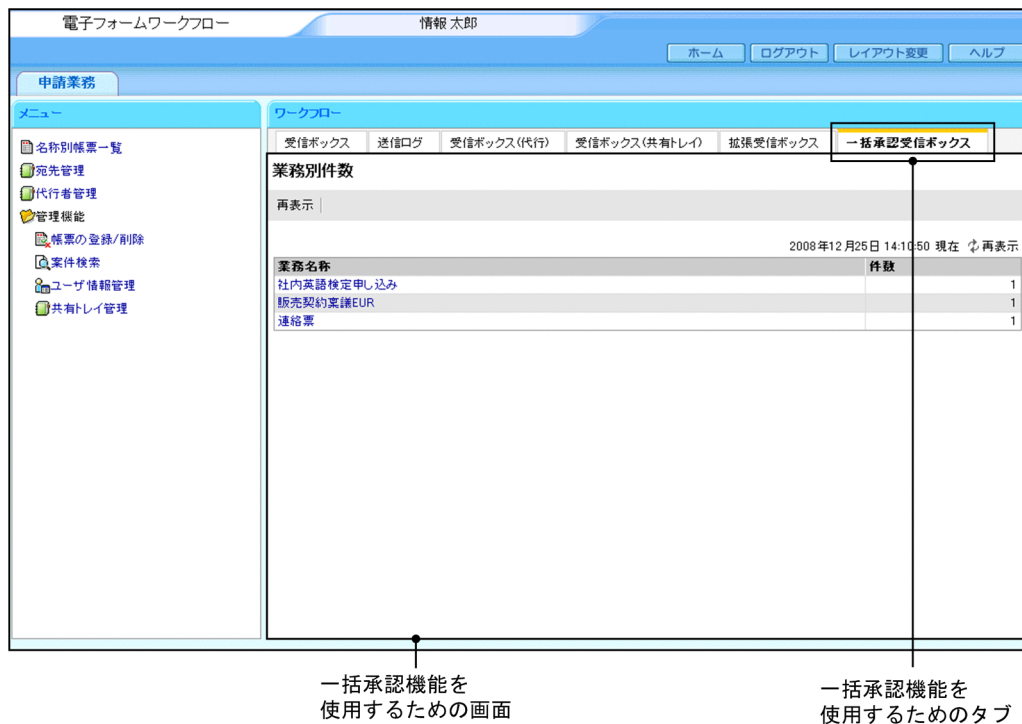 電子フォームワークフロー
情報 太郎
ホーム
ログアウト
レイアウト変更
ヘルプ
申請業務
メニュー
名称別帳票一覧
宛先管理
代行者管理
管理機能
帳票の登録/削除
案件検索
ユーザ情報管理
共有トレイ管理
ワークフロー
受信ボックス
送信ログ
受信ボックス(代行)
受信ボックス(共有トレイ)
拡張受信ボックス
一括承認受信ボックス
業務別件数
再表示
2008年12月25日 14:10:50 現在 再表示
業務名称 件数
社内英語検定申し込み 1
販売契約稟議EUR 1
連絡票 1
一括承認機能を
使用するための画面
一括承認機能を
使用するためのタブ